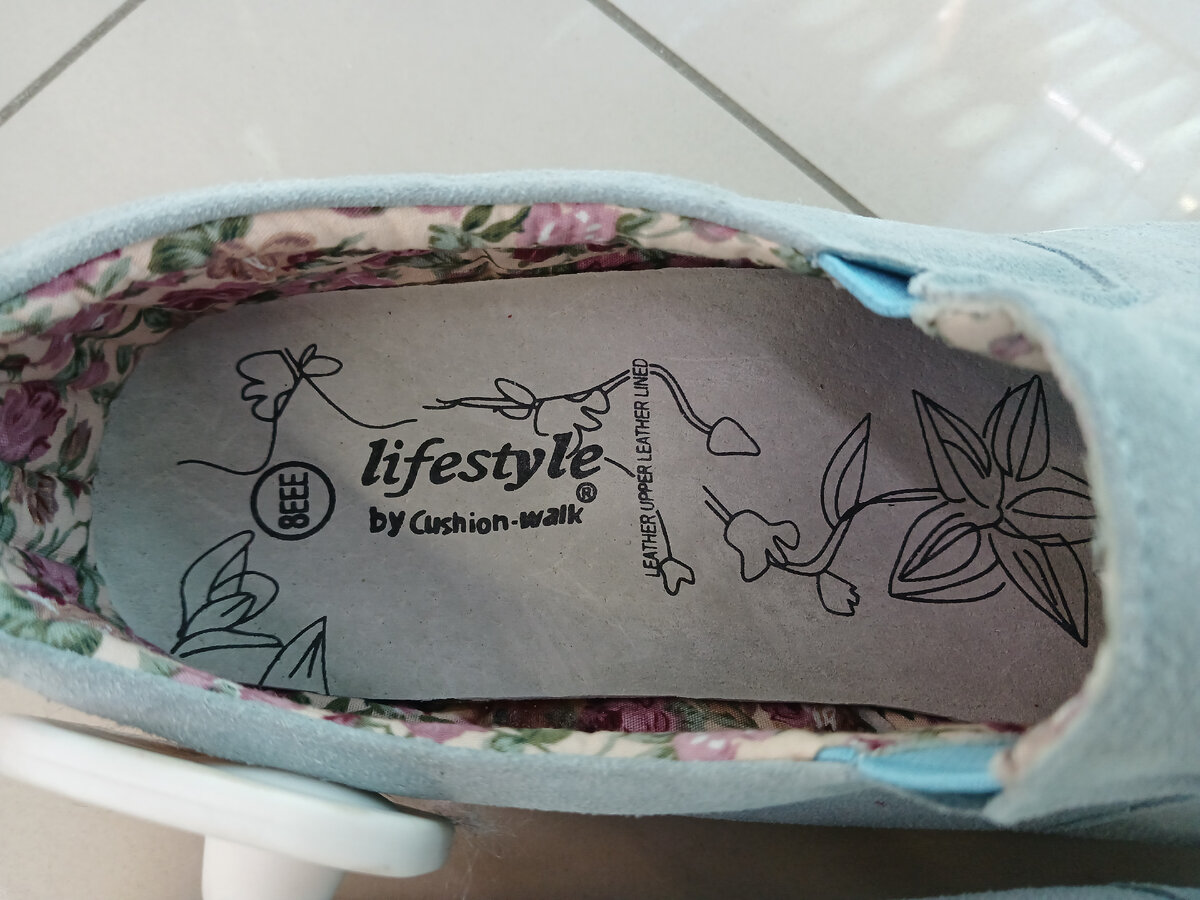 8EEE
lifestyle®
by Cushion-walk
LEATHER UPPER LEATHER LINED